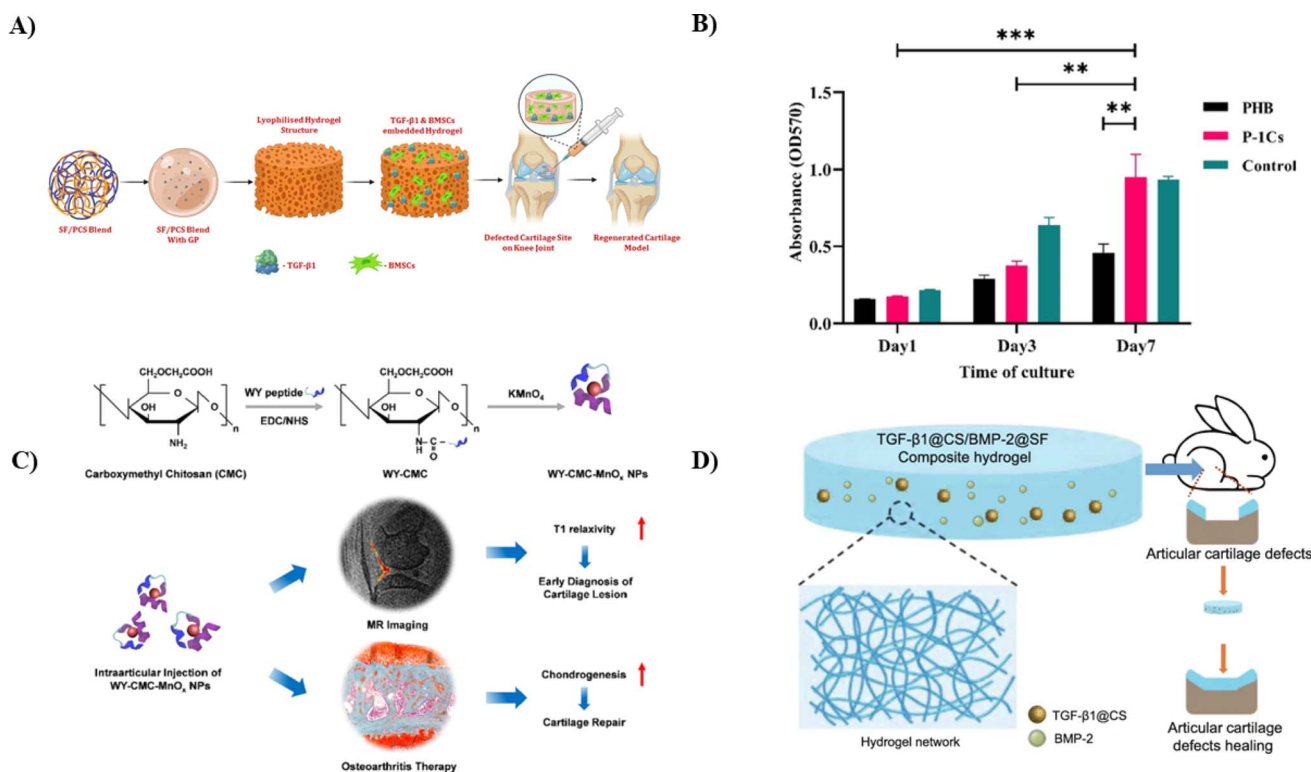 A)
Lyophilised Hydrogel
Structure
TGF-β1 & BMSCs
embedded Hydrogel
SF/PCS Blend
SF/PCS Blend
With GP
Defected Cartilage Site
on Knee Joint
Regenerated Cartilage
Model
- TGF-β1
- BMSCs
B)
***
**
**
Absorbance (OD570)
1.5
1.0
0.5
0.0
Day1
Day3
Day7
Time of culture
PHB
P-1Cs
Control
C)
CH₂OCH₂COOH
O
OH
O
NH₂
n
Carboxymethyl Chitosan (CMC)
WY peptide
EDC/NHS
CH₂OCH₂COOH
O
OH
O
N-C
H
O
n
WY-CMC
KMnO₄
WY-CMC-MnOₓ NPs
Intraarticular Injection of
WY-CMC-MnOₓ NPs
MR Imaging
T1 relaxivity
Early Diagnosis of
Cartilage Lesion
Osteoarthritis Therapy
Chondrogenesis
Cartilage Repair
D)
TGF-β1@CS/BMP-2@SF
Composite hydrogel
Articular cartilage defects
Hydrogel network
TGF-β1@CS
BMP-2
Articular cartilage
defects healing